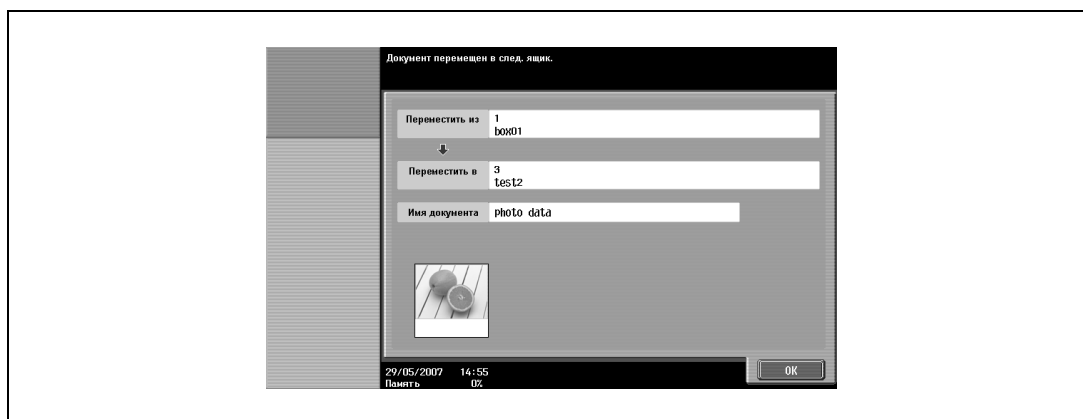 Документ перемещен в след. ящик.
Переместить из
1
box01
Переместить в
3
test2
Имя документа
photo data
29/05/2007 14:55
Память 0%
OK